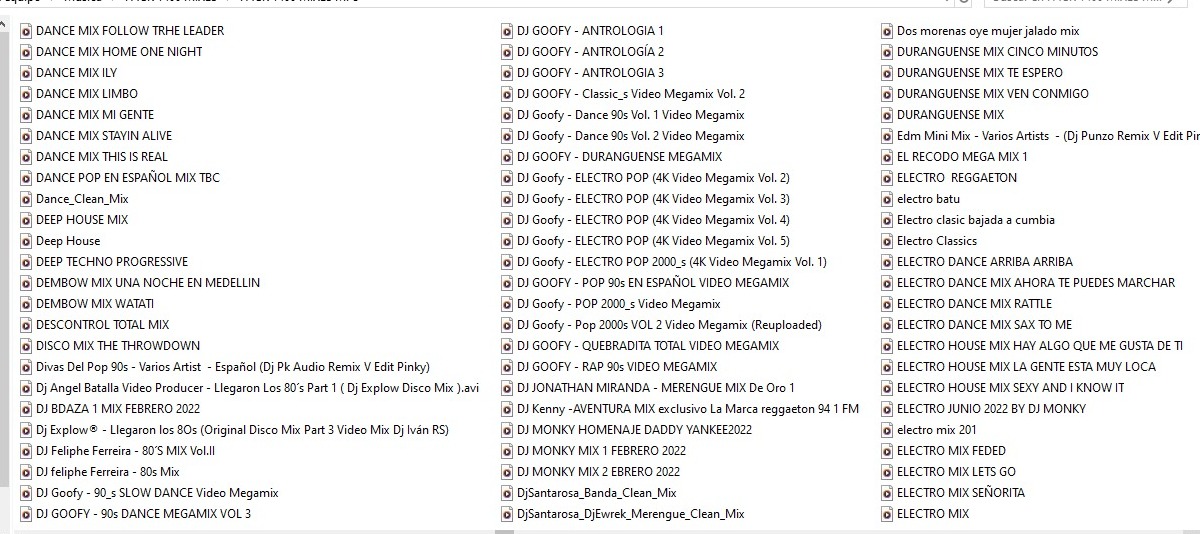 DANCE MIX FOLLOW TRHE LEADER
DANCE MIX HOME ONE NIGHT
DANCE MIX ILY
DANCE MIX LIMBO
DANCE MIX MI GENTE
DANCE MIX STAYIN ALIVE
DANCE MIX THIS IS REAL
DANCE POP EN ESPAÑOL MIX TBC
Dance_Clean_Mix
DEEP HOUSE MIX
Deep House
DEEP TECHNO PROGRESSIVE
DEMBOW MIX UNA NOCHE EN MEDELLIN
DEMBOW MIX WATATI
DESCONTROL TOTAL MIX
DISCO MIX THE THROWDOWN
Divas Del Pop 90s - Varios Artist  - Español (Dj Pk Audio Remix V Edit Pinky)
Dj Angel Batalla Video Producer - Llegaron Los 80´s Part 1 ( Dj Explow Disco Mix ).avi
DJ BDAZA 1 MIX FEBRERO 2022
Dj Explow® - Llegaron los 8Os (Original Disco Mix Part 3 Video Mix Dj Iván RS)
DJ Feliphe Ferreira - 80´S MIX Vol.II
DJ feliphe Ferreira - 80s Mix
DJ Goofy - 90_s SLOW DANCE Video Megamix
DJ GOOFY - 90s DANCE MEGAMIX VOL 3
DJ GOOFY - ANTROLOGIA 1
DJ GOOFY - ANTROLOGÍA 2
DJ GOOFY - ANTROLOGIA 3
DJ GOOFY - Classic_s Video Megamix Vol. 2
DJ Goofy - Dance 90s Vol. 1 Video Megamix
DJ Goofy - Dance 90s Vol. 2 Video Megamix
DJ GOOFY - DURANGUENSE MEGAMIX
DJ Goofy - ELECTRO POP (4K Video Megamix Vol. 2)
DJ Goofy - ELECTRO POP (4K Video Megamix Vol. 3)
DJ Goofy - ELECTRO POP (4K Video Megamix Vol. 4)
DJ Goofy - ELECTRO POP (4K Video Megamix Vol. 5)
DJ Goofy - ELECTRO POP 2000_s (4K Video Megamix Vol. 1)
DJ GOOFY - POP 90s EN ESPAÑOL VIDEO MEGAMIX
DJ Goofy - POP 2000_s Video Megamix
DJ Goofy - Pop 2000s VOL 2 Video Megamix (Reuploaded)
DJ GOOFY - QUEBRADITA TOTAL VIDEO MEGAMIX
DJ GOOFY - RAP 90s VIDEO MEGAMIX
DJ JONATHAN MIRANDA - MERENGUE MIX De Oro 1
DJ Kenny -AVENTURA MIX exclusivo La Marca reggaeton 94 1 FM
DJ MONKY HOMENAJE DADDY YANKEE2022
DJ MONKY MIX 1 FEBRERO 2022
DJ MONKY MIX 2 EBRERO 2022
DjSantarosa_Banda_Clean_Mix
DjSantarosa_DjEwrek_Merengue_Clean_Mix
Dos morenas oye mujer jalado mix
DURANGUENSE MIX CINCO MINUTOS
DURANGUENSE MIX TE ESPERO
DURANGUENSE MIX VEN CONMIGO
DURANGUENSE MIX
Edm Mini Mix - Varios Artists  - (Dj Punzo Remix V Edit Pin
EL RECODO MEGA MIX 1
ELECTRO  REGGAETON
electro batu
Electro clasic bajada a cumbia
Electro Classics
ELECTRO DANCE ARRIBA ARRIBA
ELECTRO DANCE MIX AHORA TE PUEDES MARCHAR
ELECTRO DANCE MIX RATTLE
ELECTRO DANCE MIX SAX TO ME
ELECTRO HOUSE MIX HAY ALGO QUE ME GUSTA DE TI
ELECTRO HOUSE MIX LA GENTE ESTA MUY LOCA
ELECTRO HOUSE MIX SEXY AND I KNOW IT
ELECTRO JUNIO 2022 BY DJ MONKY
electro mix 201
ELECTRO MIX FEDED
ELECTRO MIX LETS GO
ELECTRO MIX SEÑORITA
ELECTRO MIX